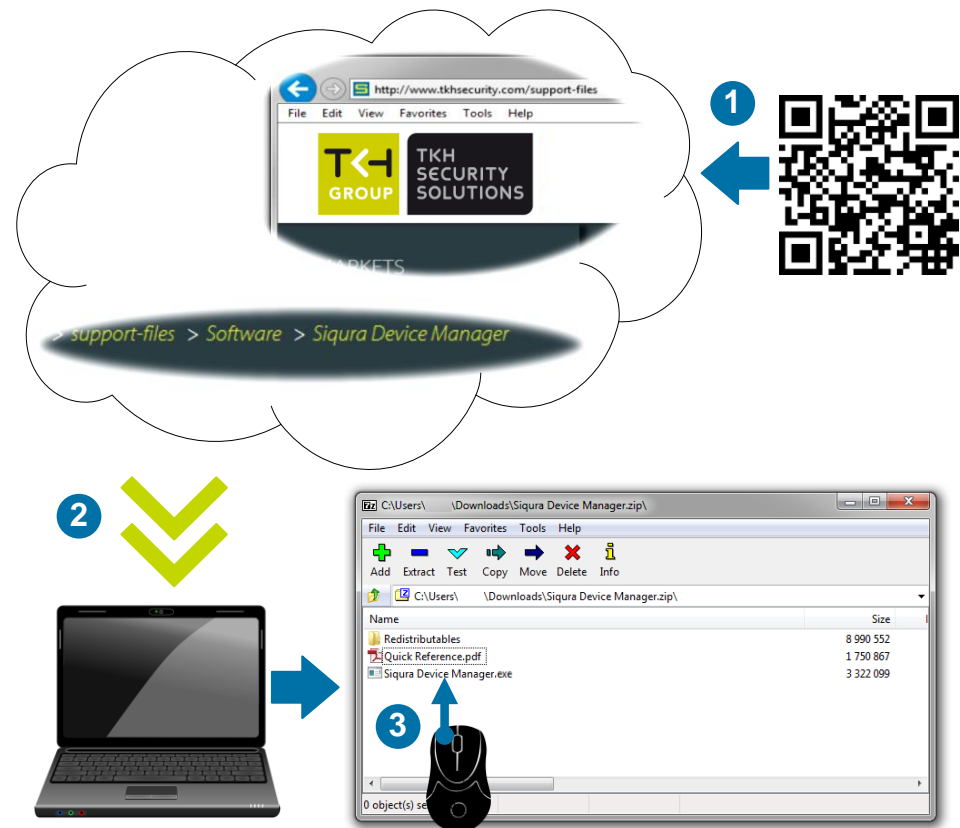 http://www.tkhsecurity.com/support-files
File Edit View Favorites Tools Help
TKH GROUP
TKH
SECURITY
SOLUTIONS
MARKETS
> support-files > Software > Siqura Device Manager
1
2
7z C:\Users\ \Downloads\Siqura Device Manager.zip\
File Edit View Favorites Tools Help
Add Extract Test Copy Move Delete Info
C:\Users\ \Downloads\Siqura Device Manager.zip\
Name Size
Redistributables 8 990 552
Quick Reference.pdf 1 750 867
Siqura Device Manager.exe 3 322 099
3
0 object(s)